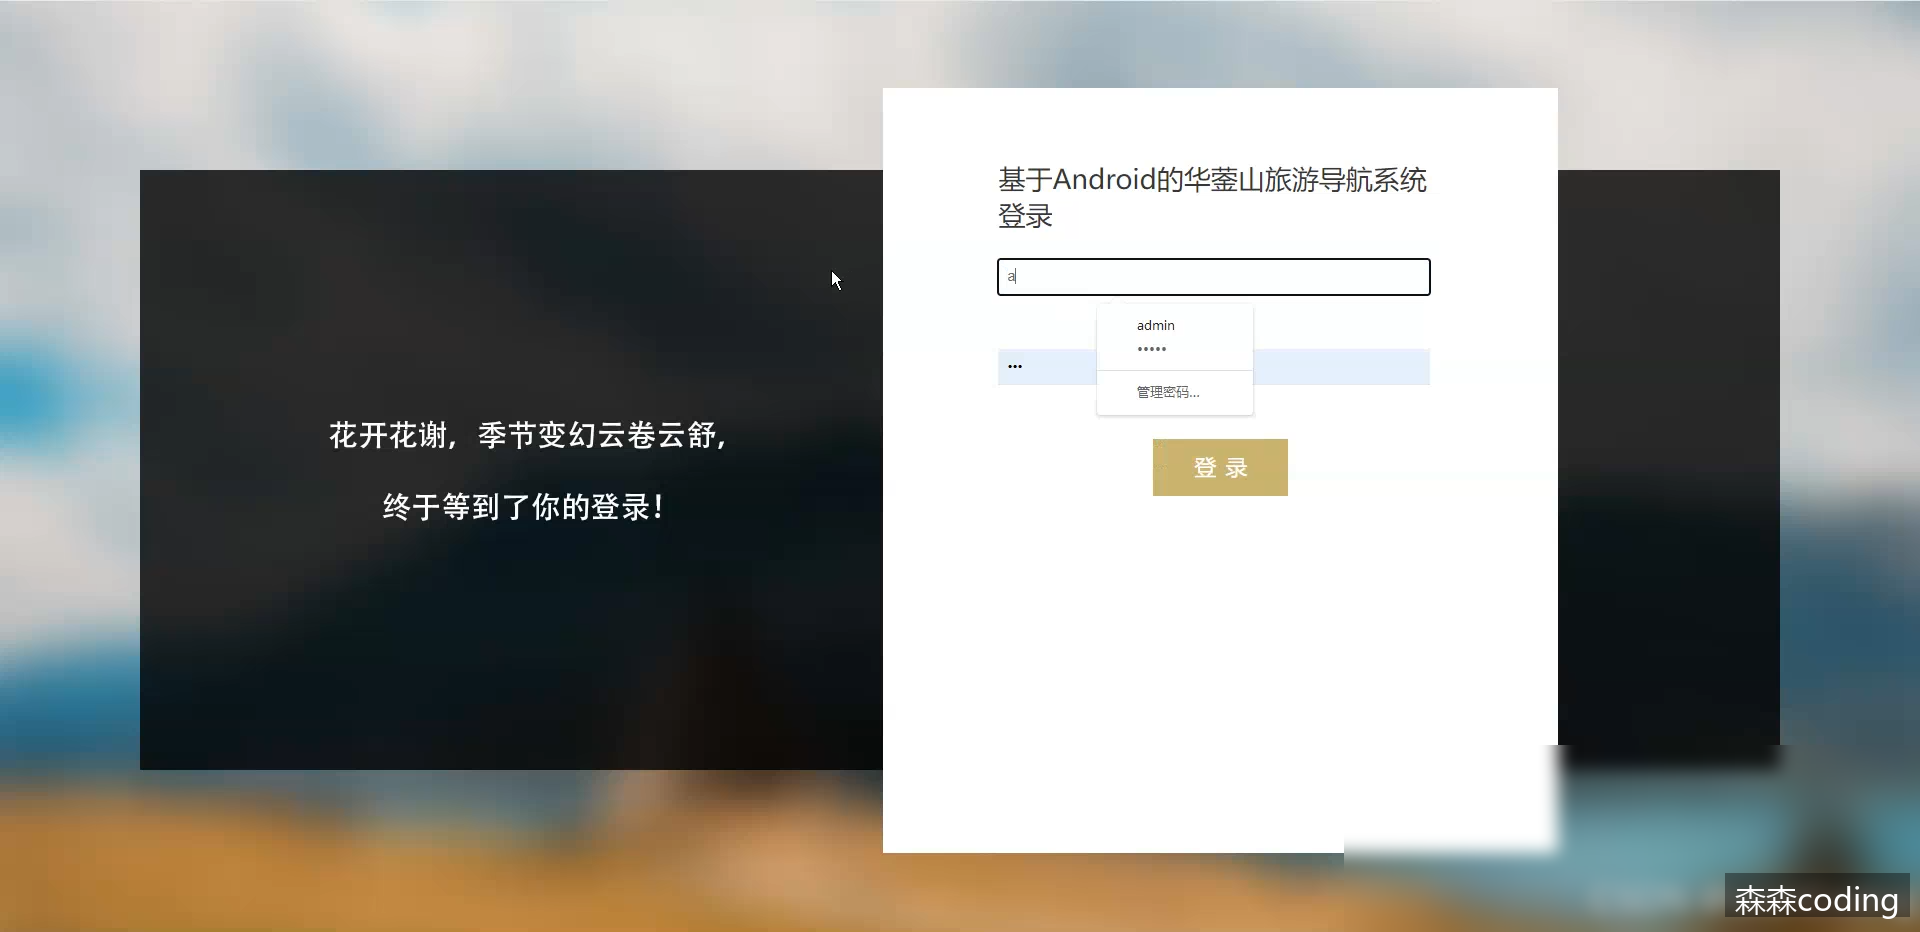 基于Android的华蓥山旅游导航系统
登录
a
admin
•••••
•••
管理密码...
登 录
花开花谢，季节变幻云卷云舒，
终于等到了你的登录！
森森coding